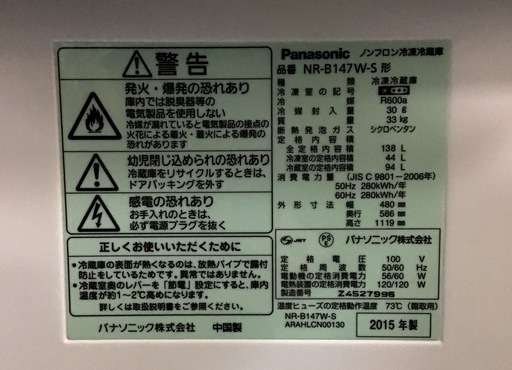 警告
発火・爆発の恐れあり
庫内では脱臭器等の
電気製品を使用しない
冷媒が漏れていると電気製品の接点の
火花による着火・着火による爆発の
恐れがあります
幼児閉じ込められの恐れあり
冷蔵庫をリサイクルするときは、
ドアパッキングを外す
感電の恐れあり
お手入れのときは、
必ず電源プラグを抜く
正しくお使いいただくために
•冷蔵庫の表面が熱くなるのは、放熱パイプで露付
防止をしているためです。異常ではありません。
•冷蔵室奥のレバーを「節電」に設定すると、庫内
温度が約1~2℃高めになります。
詳しくは取扱説明書をお読みください。
パナソニック株式会社 中国製
Panasonic ノンフロン冷凍冷蔵庫
品番 NR-B147W-S 形
種類 冷凍冷蔵庫
冷凍室の記号
冷媒 R600a
冷媒封入量 30 g
質量 33 kg
断熱発泡ガス シクロペンタン
定格内容積
全定格内容積 138 L
冷凍室の定格内容積 44 L
冷蔵室の定格内容積 94 L
消費電力量 (JIS C 9801-2006年)
50Hz 280kWh/年
60Hz 280kWh/年
外形寸法 幅 480 mm
奥行 586 mm
高さ 1119 mm
JET PS E パナソニック株式会社
定格電圧 100 V
定格周波数 50/60 Hz
電動機の定格消費電力 56/60 W
電熱装置の定格消費電力 120/120 W
製造番号 Z4527996
温度ヒューズの定格動作温度 73℃ (霜取用)
NR-B147W-S
ARAHLCN00130
2015 年製